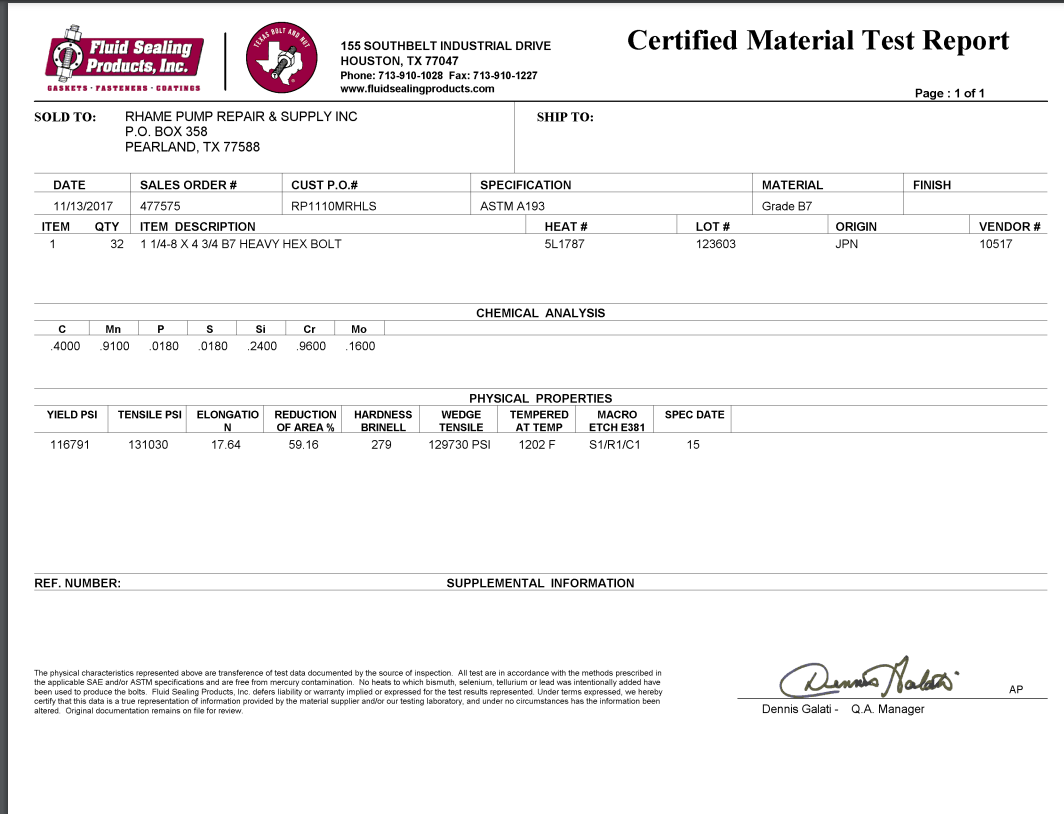 Fluid Sealing
Products, Inc.
GASKETS · FASTENERS · COATINGS
TEXAS BOLT AND NUT
155 SOUTHBELT INDUSTRIAL DRIVE
HOUSTON, TX 77047
Phone: 713-910-1028 Fax: 713-910-1227
www.fluidsealingproducts.com
Certified Material Test Report
Page : 1 of 1
SOLD TO: RHAME PUMP REPAIR & SUPPLY INC
P.O. BOX 358
PEARLAND, TX 77588
SHIP TO:
DATE SALES ORDER # CUST P.O.# SPECIFICATION MATERIAL FINISH
11/13/2017 477575 RP1110MRHLS ASTM A193 Grade B7
ITEM QTY ITEM DESCRIPTION HEAT # LOT # ORIGIN VENDOR #
1 32 1 1/4-8 X 4 3/4 B7 HEAVY HEX BOLT 5L1787 123603 JPN 10517
CHEMICAL ANALYSIS
C Mn P S Si Cr Mo
.4000 .9100 .0180 .0180 .2400 .9600 .1600
PHYSICAL PROPERTIES
YIELD PSI TENSILE PSI ELONGATIO REDUCTION HARDNESS WEDGE TEMPERED MACRO SPEC DATE
N OF AREA % BRINELL TENSILE AT TEMP ETCH E381
116791 131030 17.64 59.16 279 129730 PSI 1202 F S1/R1/C1 15
REF. NUMBER: SUPPLEMENTAL INFORMATION
The physical characteristics represented above are transference of test data documented by the source of inspection. All test are in accordance with the methods prescribed in
the applicable SAE and/or ASTM specifications and are free from mercury contamination. No heats to which bismuth, selenium, tellurium or lead was intentionally added have
been used to produce the bolts. Fluid Sealing Products, Inc. defers liability or warranty implied or expressed for the test results represented. Under terms expressed, we hereby
certify that this data is a true representation of information provided by the material supplier and/or our testing laboratory, and under no circumstances has the information been
altered. Original documentation remains on file for review.
Dennis Galati
AP
Dennis Galati - Q.A. Manager